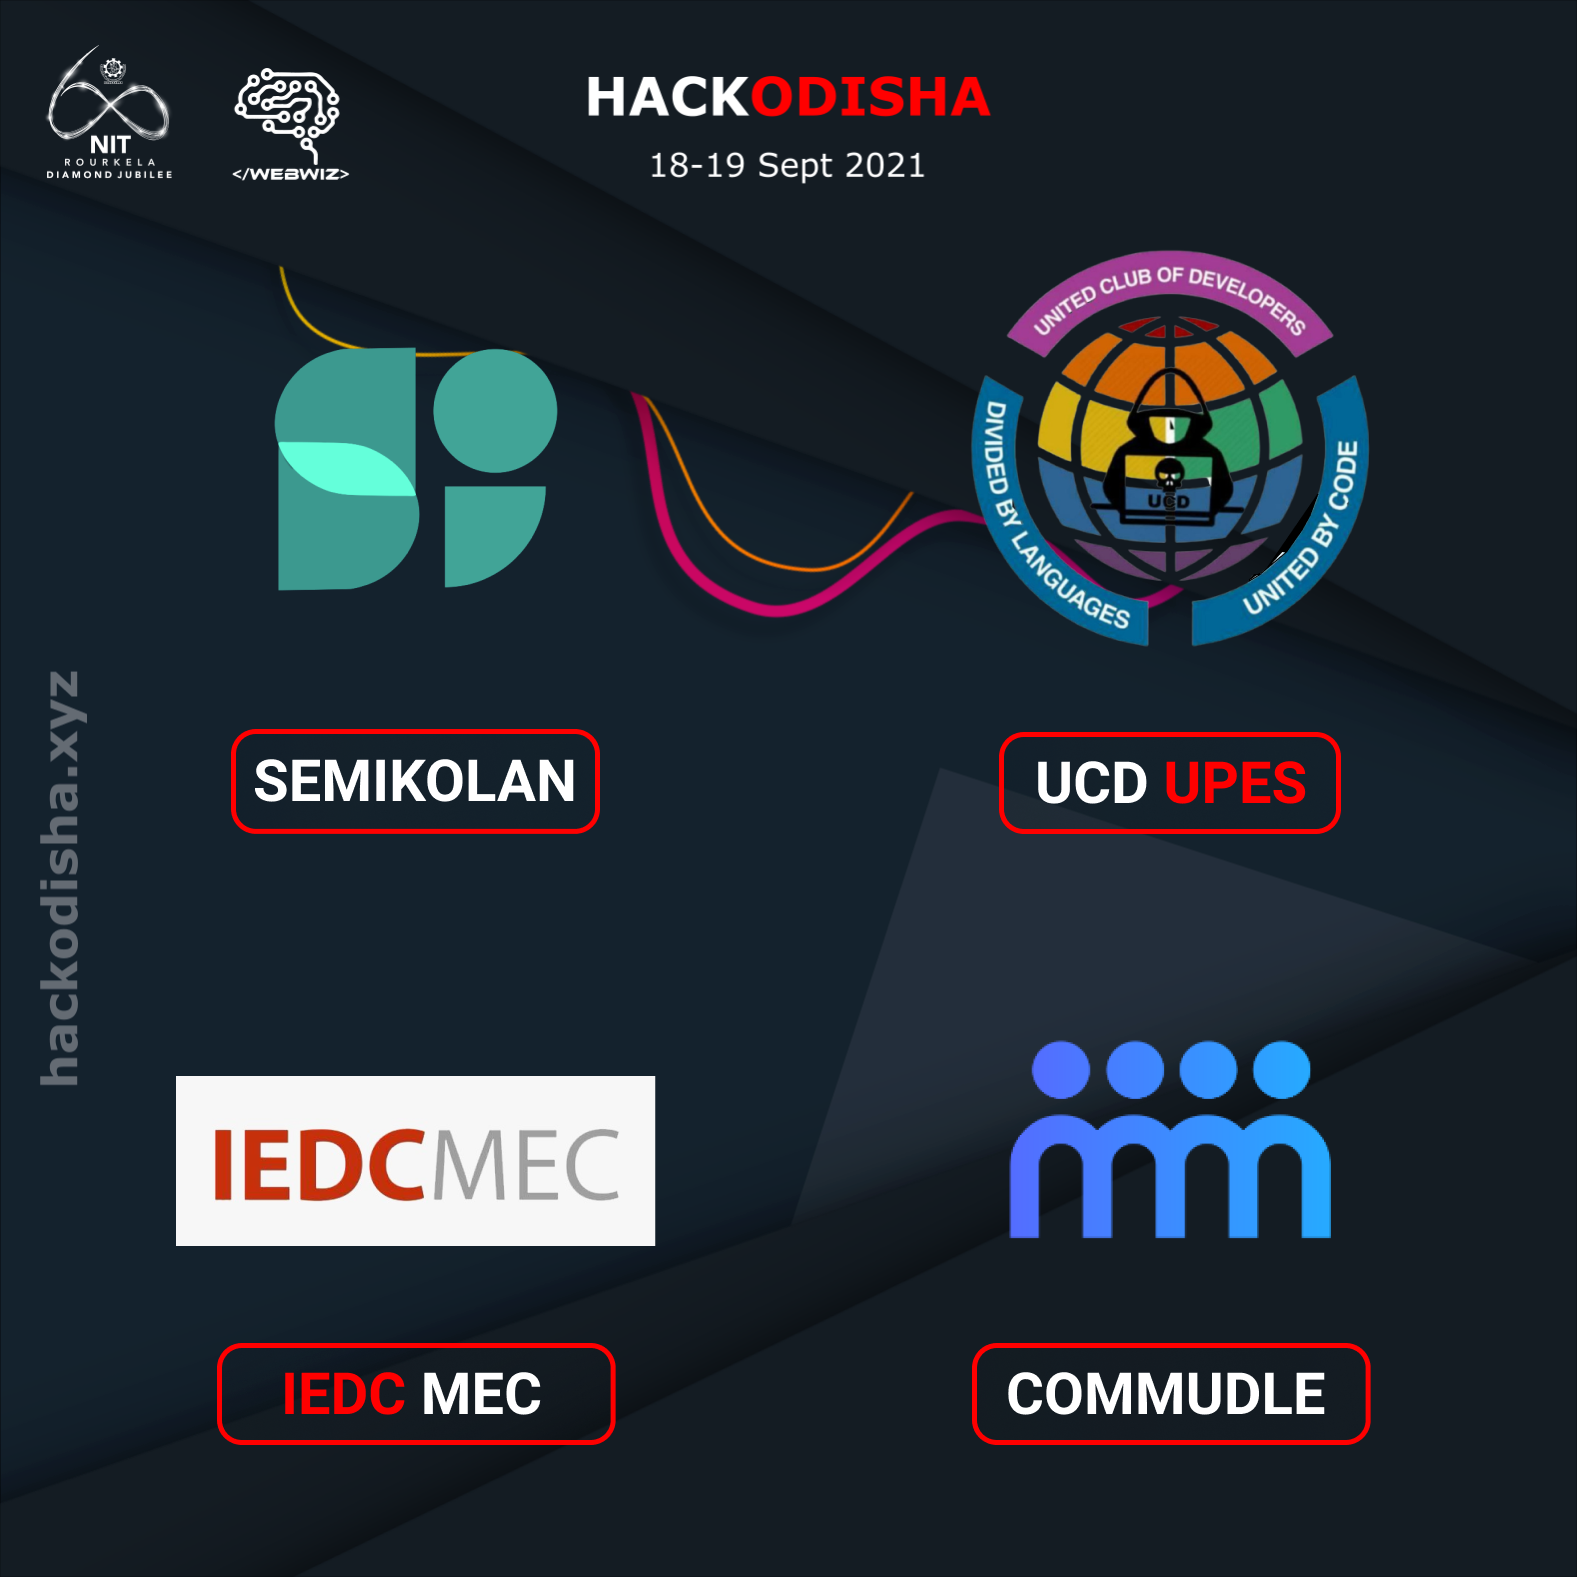 NIT
ROURKELA
DIAMOND JUBILEE
</WEBWIZ>
HACKODISHA
18-19 Sept 2021
UNITED CLUB OF DEVELOPERS
DIVIDED BY LANGUAGES
UNITED BY CODE
UCD
SEMIKOLAN
UCD UPES
hackodisha.xyz
IEDCMEC
IEDC MEC
COMMUDLE